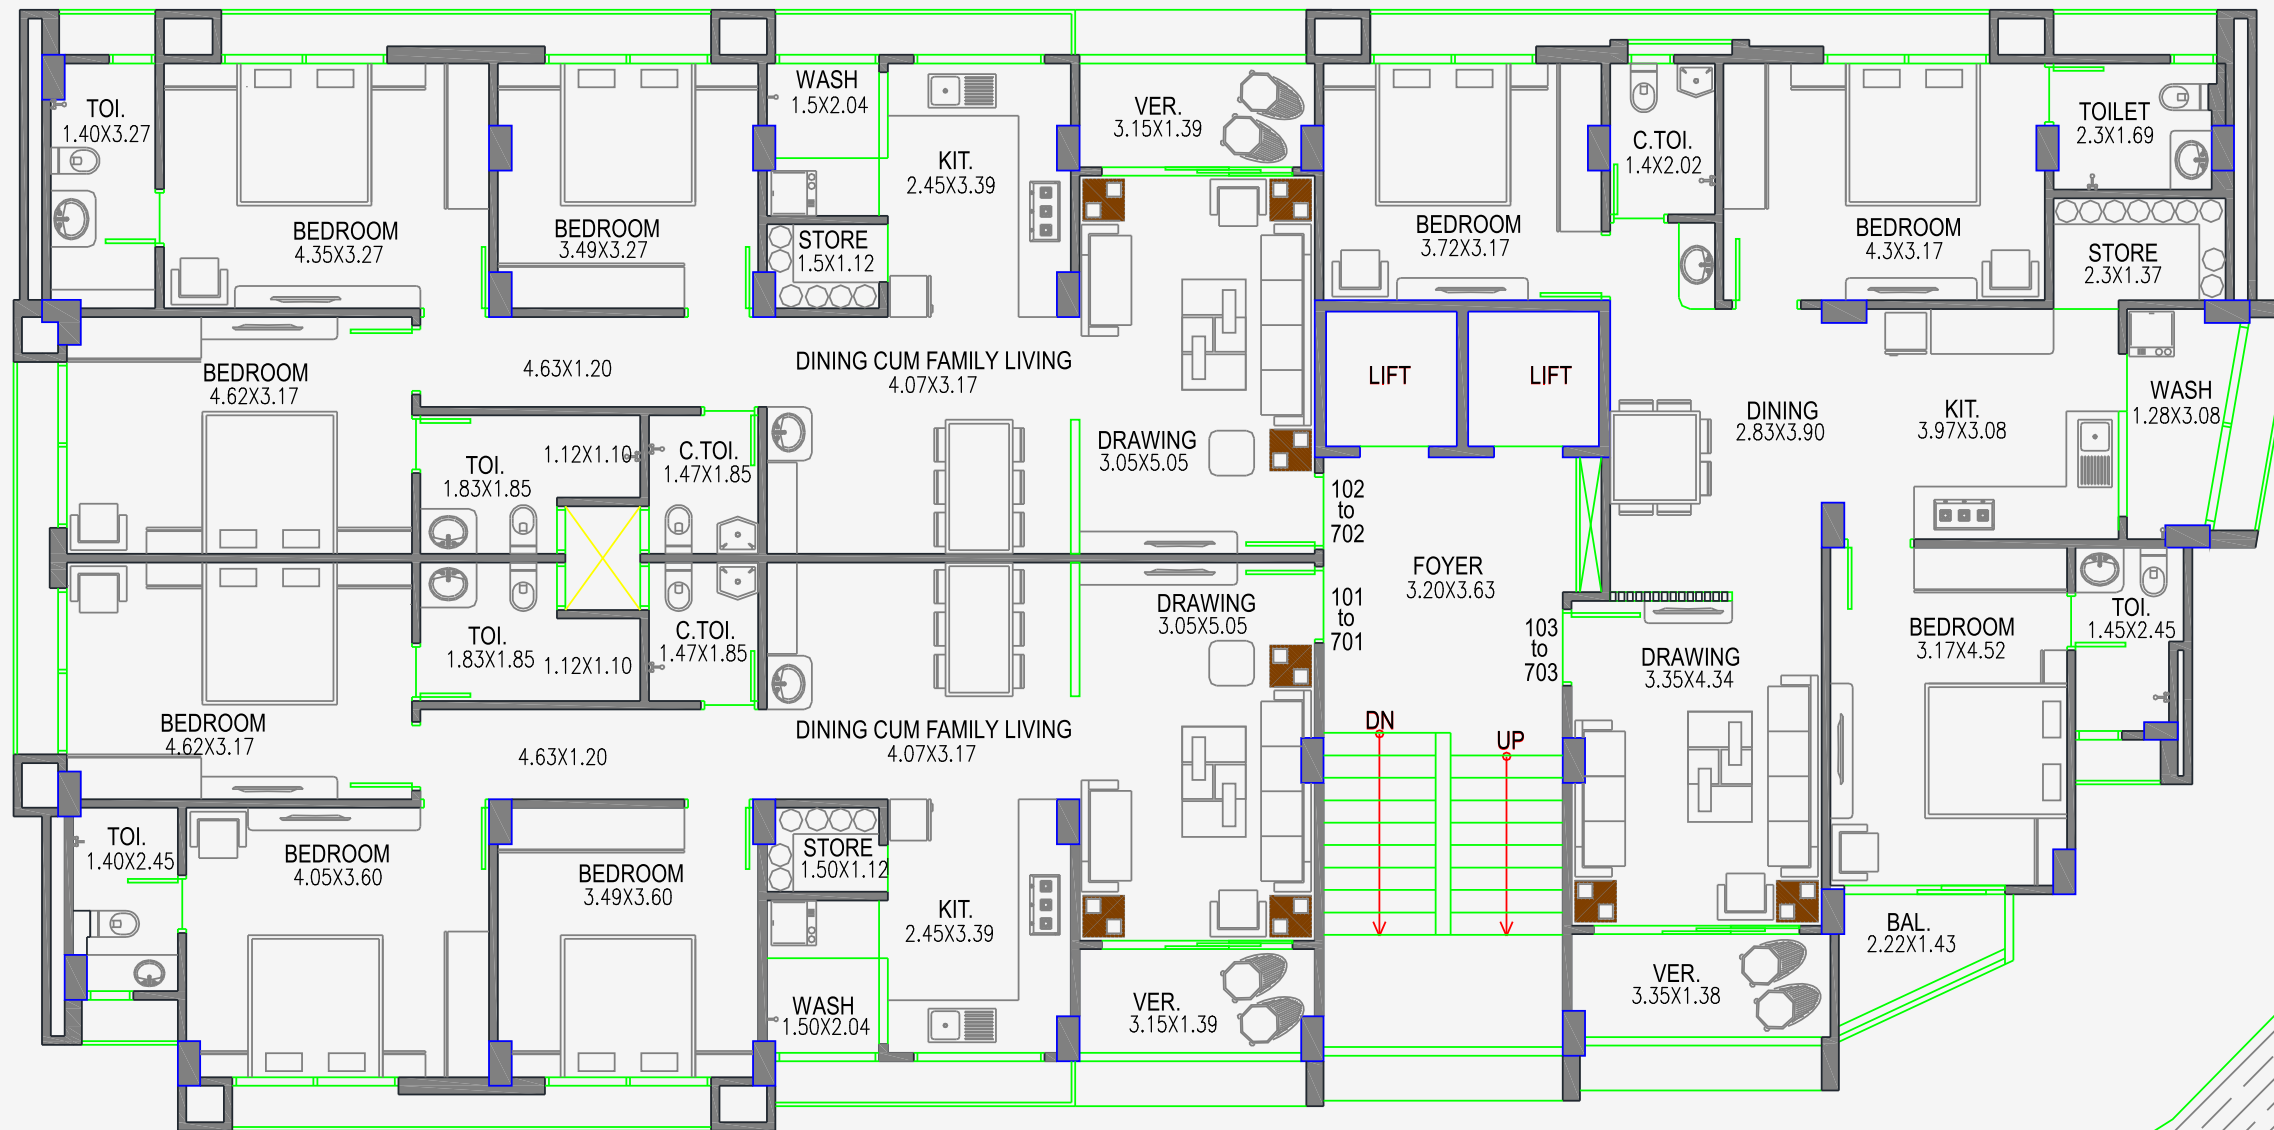 TOI.
1.40X3.27
BEDROOM
4.35X3.27
BEDROOM
3.49X3.27
WASH
1.5X2.04
STORE
1.5X1.12
KIT.
2.45X3.39
VER.
3.15X1.39
BEDROOM
3.72X3.17
C.TOI.
1.4X2.02
BEDROOM
4.3X3.17
TOILET
2.3X1.69
STORE
2.3X1.37
BEDROOM
4.62X3.17
4.63X1.20
DINING CUM FAMILY LIVING
4.07X3.17
DRAWING
3.05X5.05
LIFT
LIFT
DINING
2.83X3.90
KIT.
3.97X3.08
WASH
1.28X3.08
TOI.
1.83X1.85
1.12X1.10
C.TOI.
1.47X1.85
102
to
702
FOYER
3.20X3.63
101
to
701
103
to
703
TOI.
1.83X1.85
1.12X1.10
C.TOI.
1.47X1.85
DRAWING
3.05X5.05
DRAWING
3.35X4.34
BEDROOM
3.17X4.52
TOI.
1.45X2.45
BEDROOM
4.62X3.17
4.63X1.20
DINING CUM FAMILY LIVING
4.07X3.17
DN
UP
TOI.
1.40X2.45
BEDROOM
4.05X3.60
BEDROOM
3.49X3.60
STORE
1.50X1.12
KIT.
2.45X3.39
WASH
1.50X2.04
VER.
3.15X1.39
VER.
3.35X1.38
BAL.
2.22X1.43